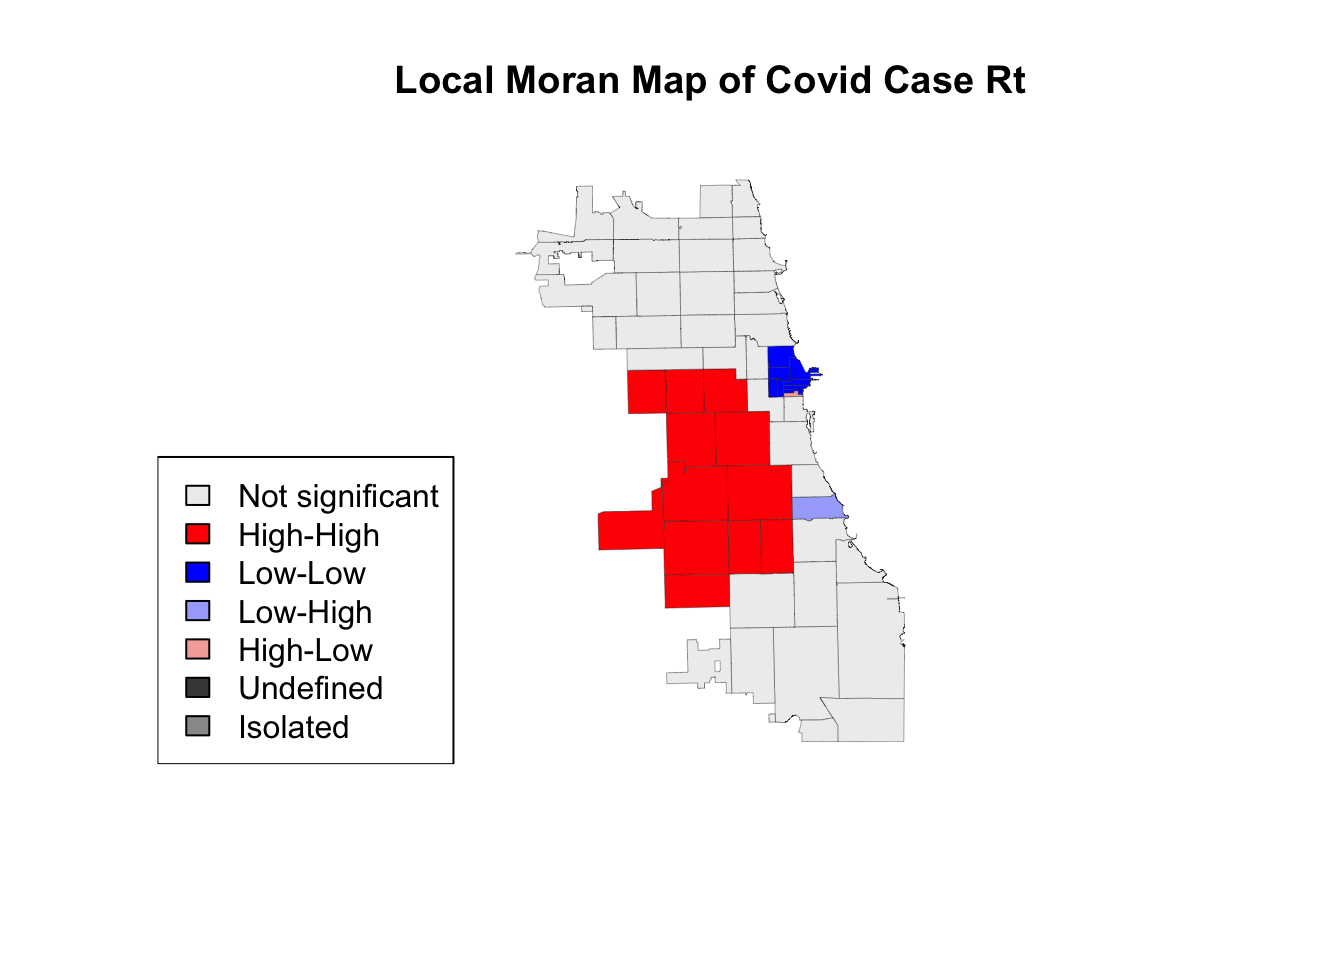 Local Moran Map of Covid Case Rt
Not significant
High-High
Low-Low
Low-High
High-Low
Undefined
Isolated